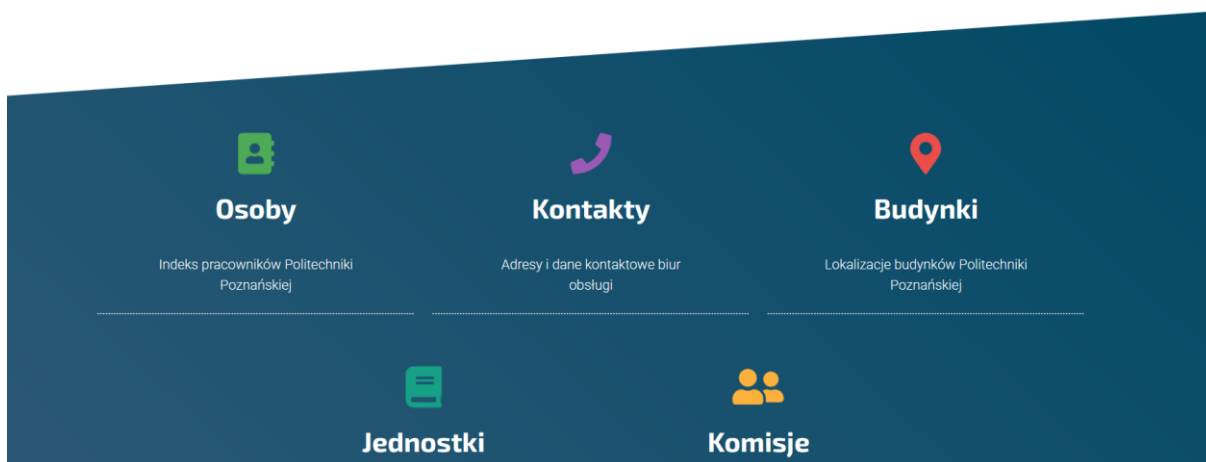 Osoby
Kontakty
Budynki
Indeks pracowników Politechniki
Poznańskiej
Adresy i dane kontaktowe biur
obsługi
Lokalizacje budynków Politechniki
Poznańskiej
Jednostki
Komisje